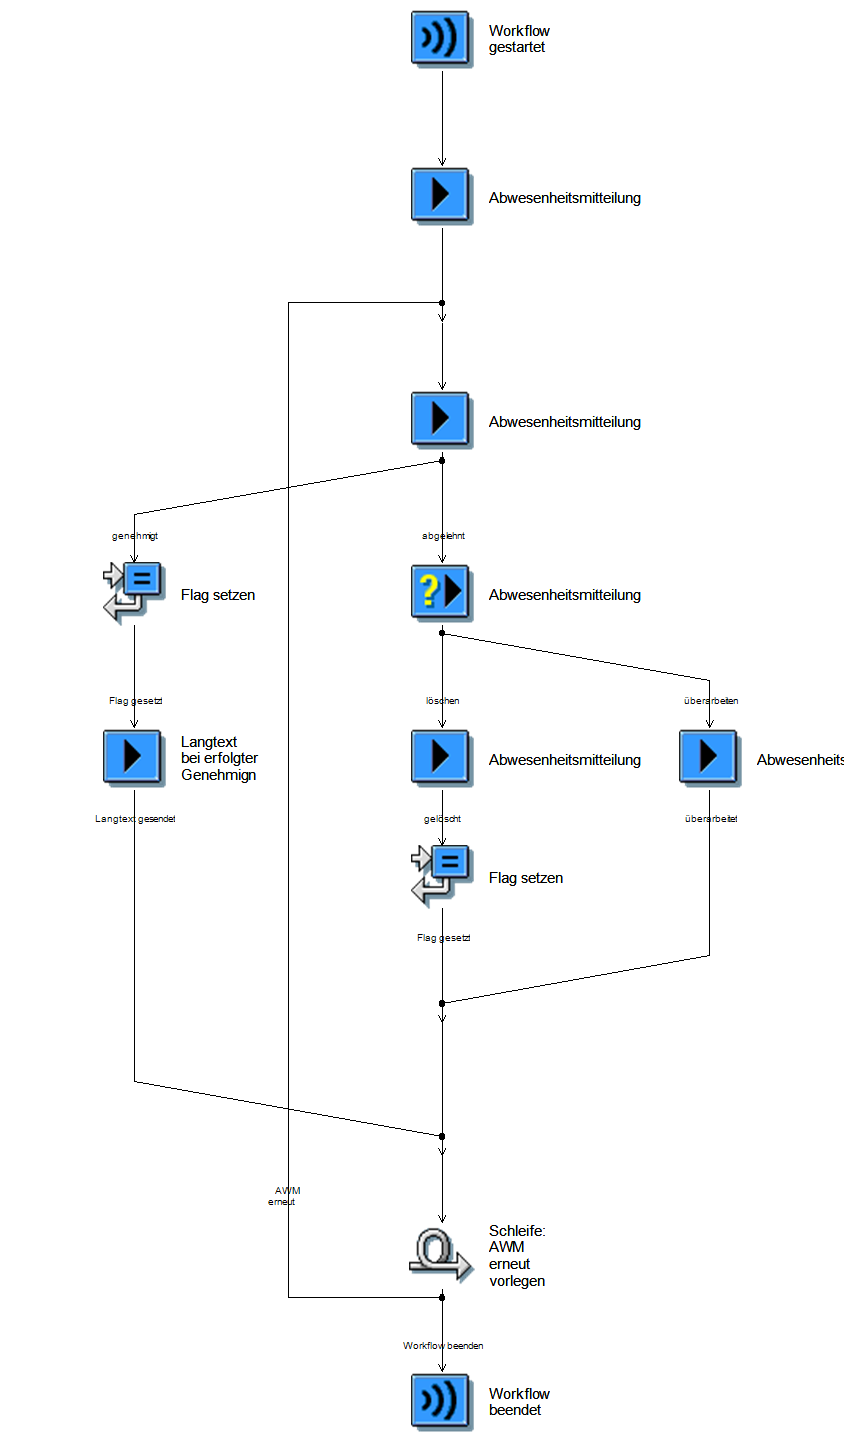 Workflow
gestartet
Abwesenheitsmitteilung
Abwesenheitsmitteilung
genehmigt
abgelehnt
Flag setzen
Abwesenheitsmitteilung
Flag gesetzt
löschen
überarbeiten
Langtext
bei erfolgter
Genehmign
Abwesenheitsmitteilung
Abwesenheits
Langtext gesendet
gelöscht
überarbeitet
Flag setzen
Flag gesetzt
AWM
erneut
Schleife:
AWM
erneut
vorlegen
Workflow beenden
Workflow
beendet